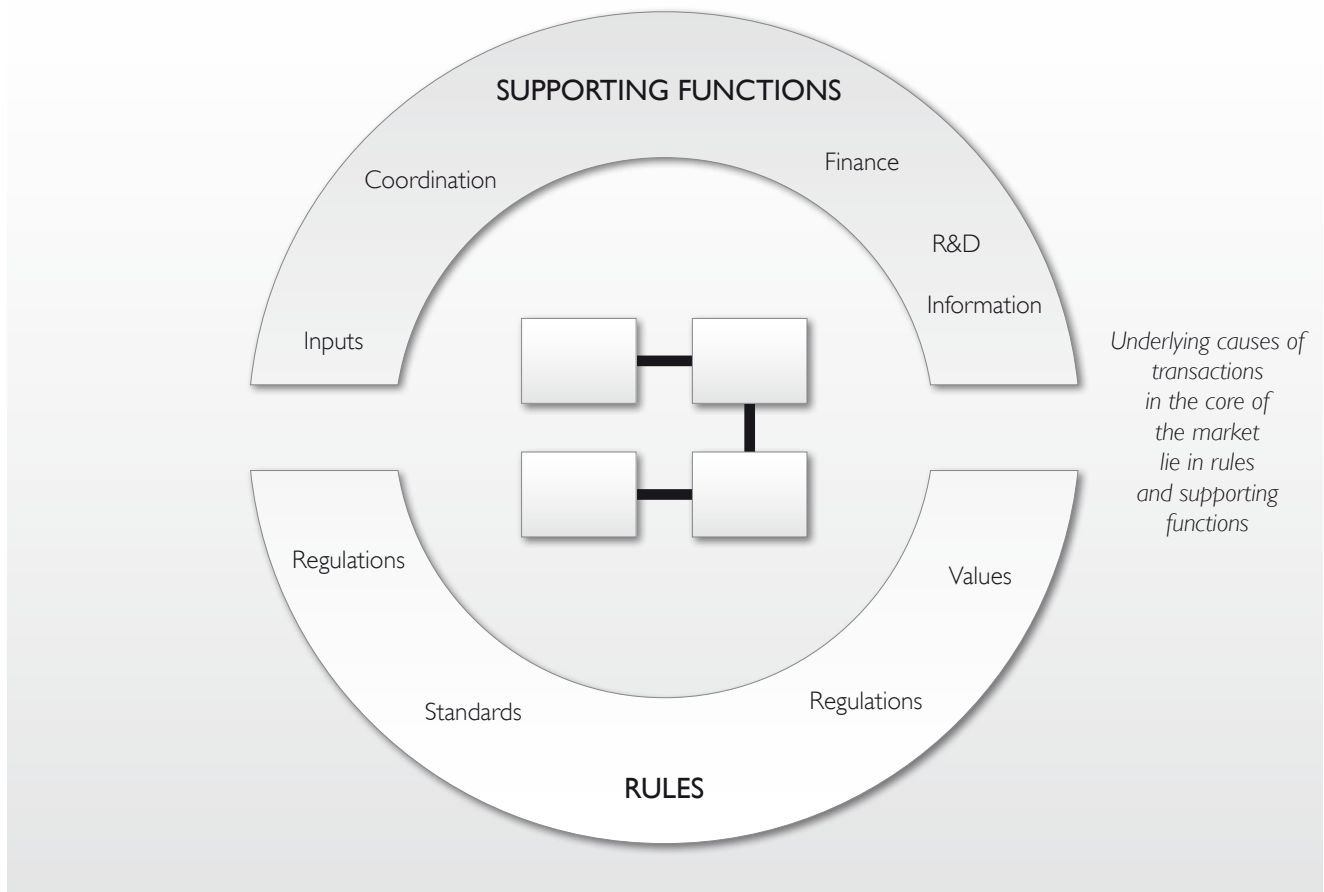 SUPPORTING FUNCTIONS
Coordination
Finance
R&D
Information
Inputs
Underlying causes of
transactions
in the core of
the market
lie in rules
and supporting
functions
Regulations
Values
Standards
Regulations
RULES